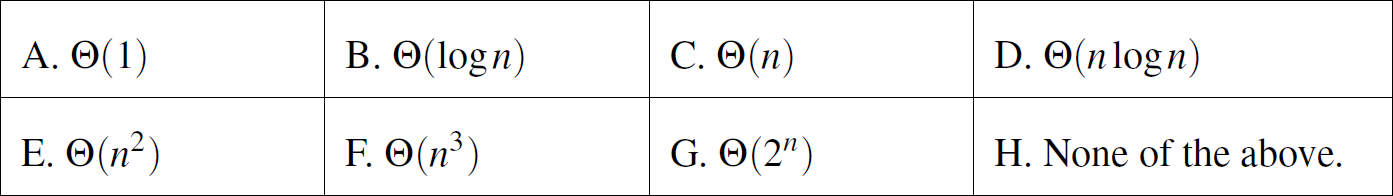 A. Θ(1) B. Θ(log n) C. Θ(n) D. Θ(n log n)
E. Θ(n²) F. Θ(n³) G. Θ(2ⁿ) H. None of the above.